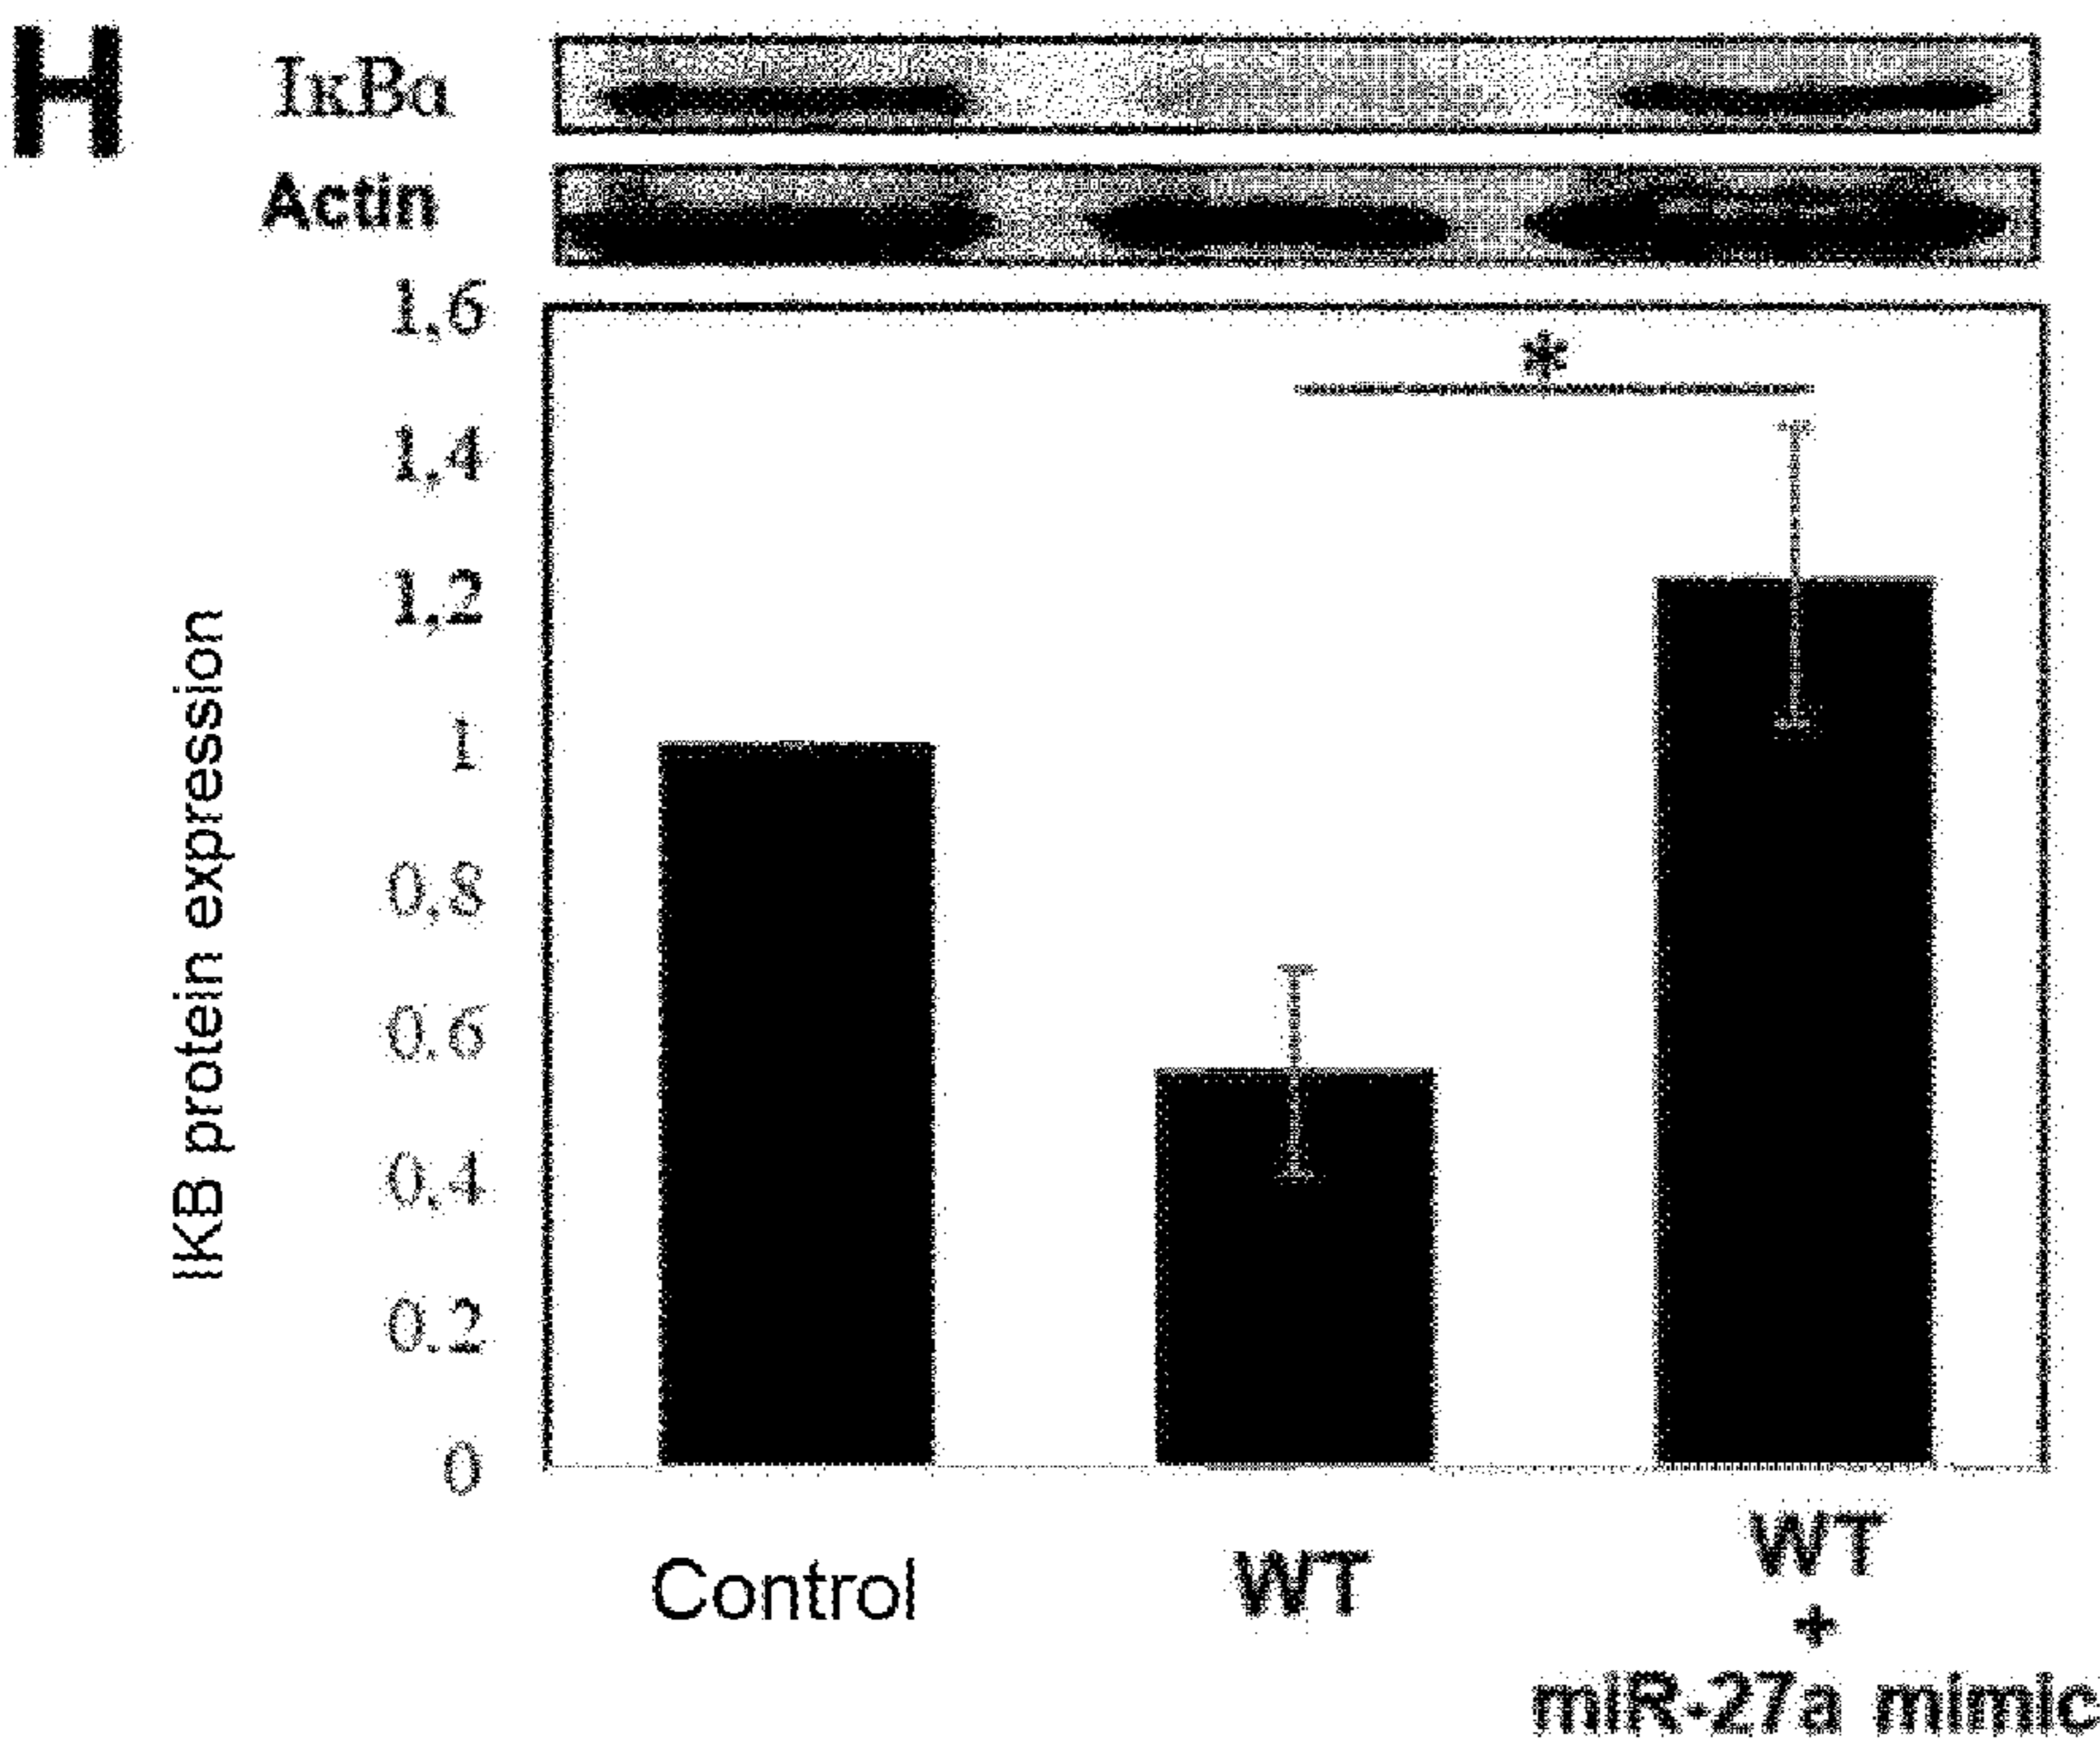 H
IκBα
Actin
1,6
1,4
1,2
1
0,8
0,6
0,4
0,2
0
IKB protein expression
*
Control
WT
WT
+
miR-27a mimic